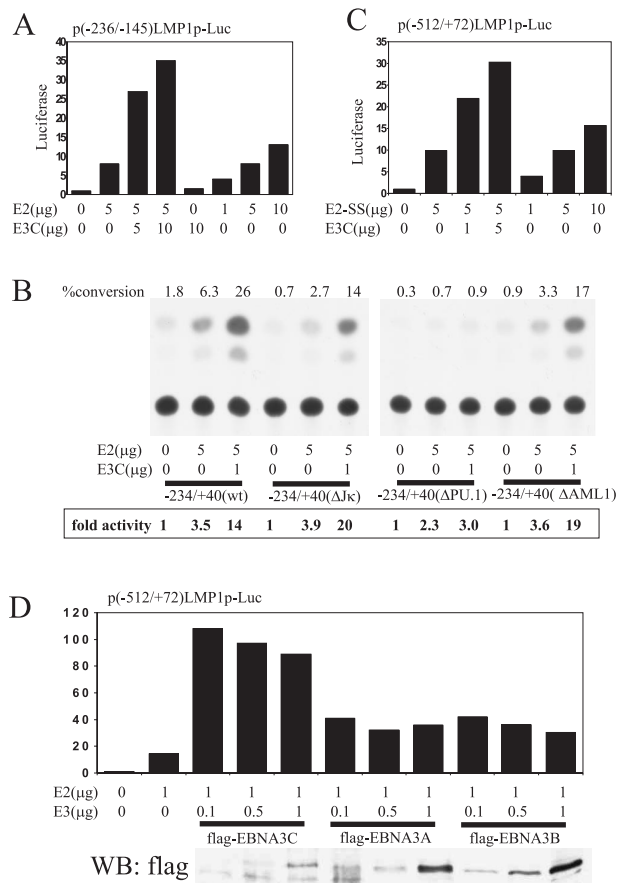 A
p(-236/-145)LMP1p-Luc
Luciferase
40
35
30
25
20
15
10
5
0
E2(µg) 0 5 5 5 0 1 5 10
E3C(µg) 0 0 5 10 10 0 0 0
C
p(-512/+72)LMP1p-Luc
Luciferase
35
30
25
20
15
10
5
0
E2-SS(µg) 0 5 5 5 1 5 10
E3C(µg) 0 0 1 5 0 0 0
B
%conversion 1.8 6.3 26 0.7 2.7 14 0.3 0.7 0.9 0.9 3.3 17
E2(µg) 0 5 5 0 5 5 0 5 5 0 5 5
E3C(µg) 0 0 1 0 0 1 0 0 1 0 0 1
-234/+40(wt) -234/+40(ΔJκ) -234/+40(ΔPU.1) -234/+40( ΔAML1)
fold activity 1 3.5 14 1 3.9 20 1 2.3 3.0 1 3.6 19
D
p(-512/+72)LMP1p-Luc
120
100
80
60
40
20
0
E2(µg) 0 1 1 1 1 1 1 1 1 1 1
E3(µg) 0 0 0.1 0.5 1 0.1 0.5 1 0.1 0.5 1
flag-EBNA3C flag-EBNA3A flag-EBNA3B
WB: flag